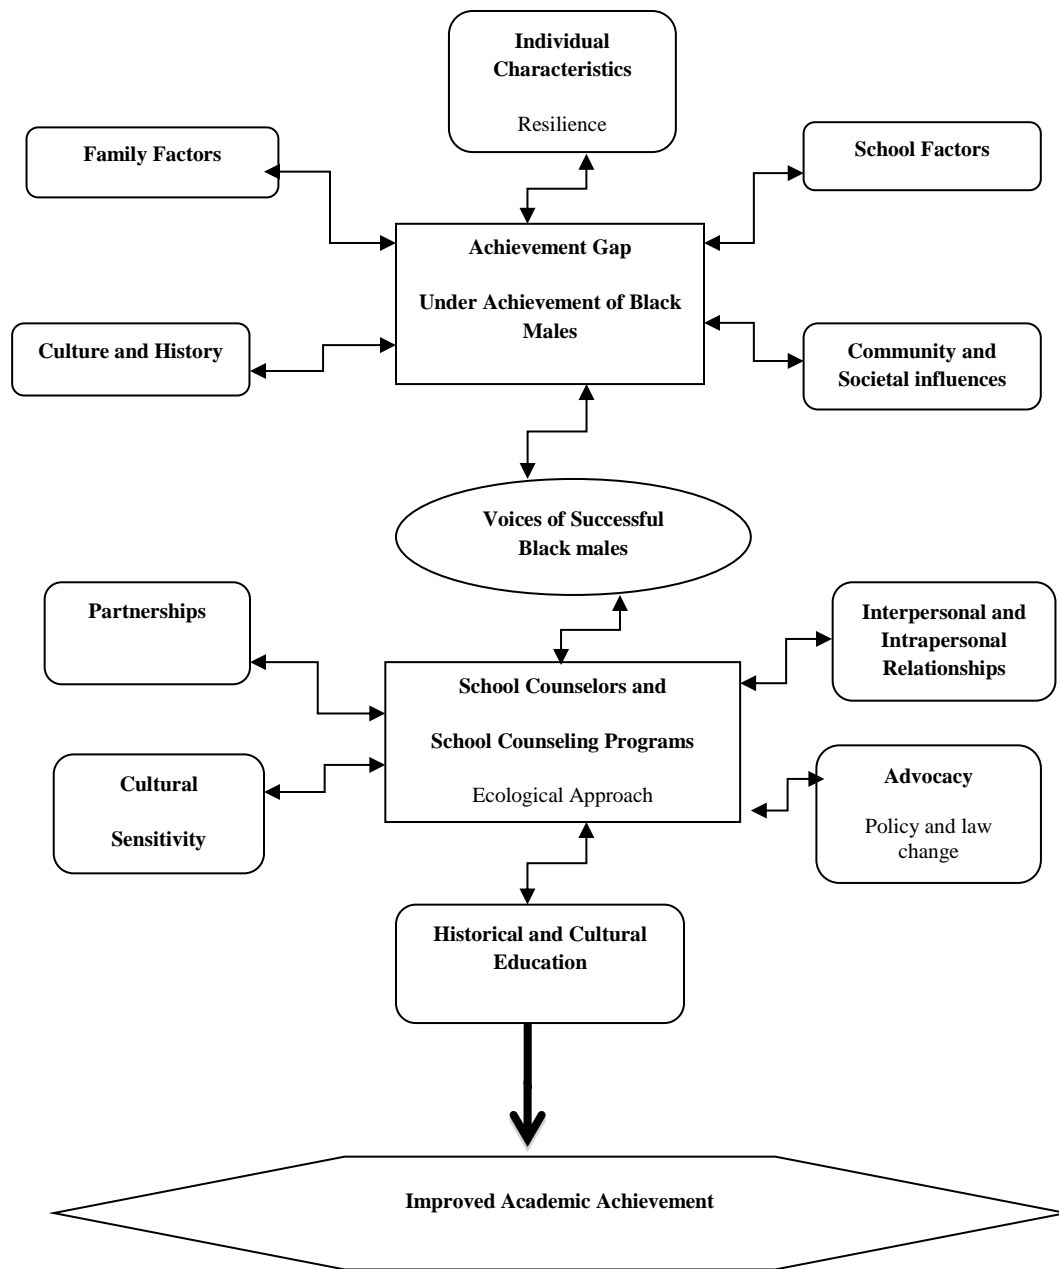 Individual
Characteristics
Resilience
Family Factors
School Factors
Achievement Gap
Under Achievement of Black
Males
Culture and History
Community and
Societal influences
Voices of Successful
Black males
Partnerships
Interpersonal and
Intrapersonal
Relationships
School Counselors and
School Counseling Programs
Ecological Approach
Cultural
Sensitivity
Advocacy
Policy and law
change
Historical and Cultural
Education
Improved Academic Achievement